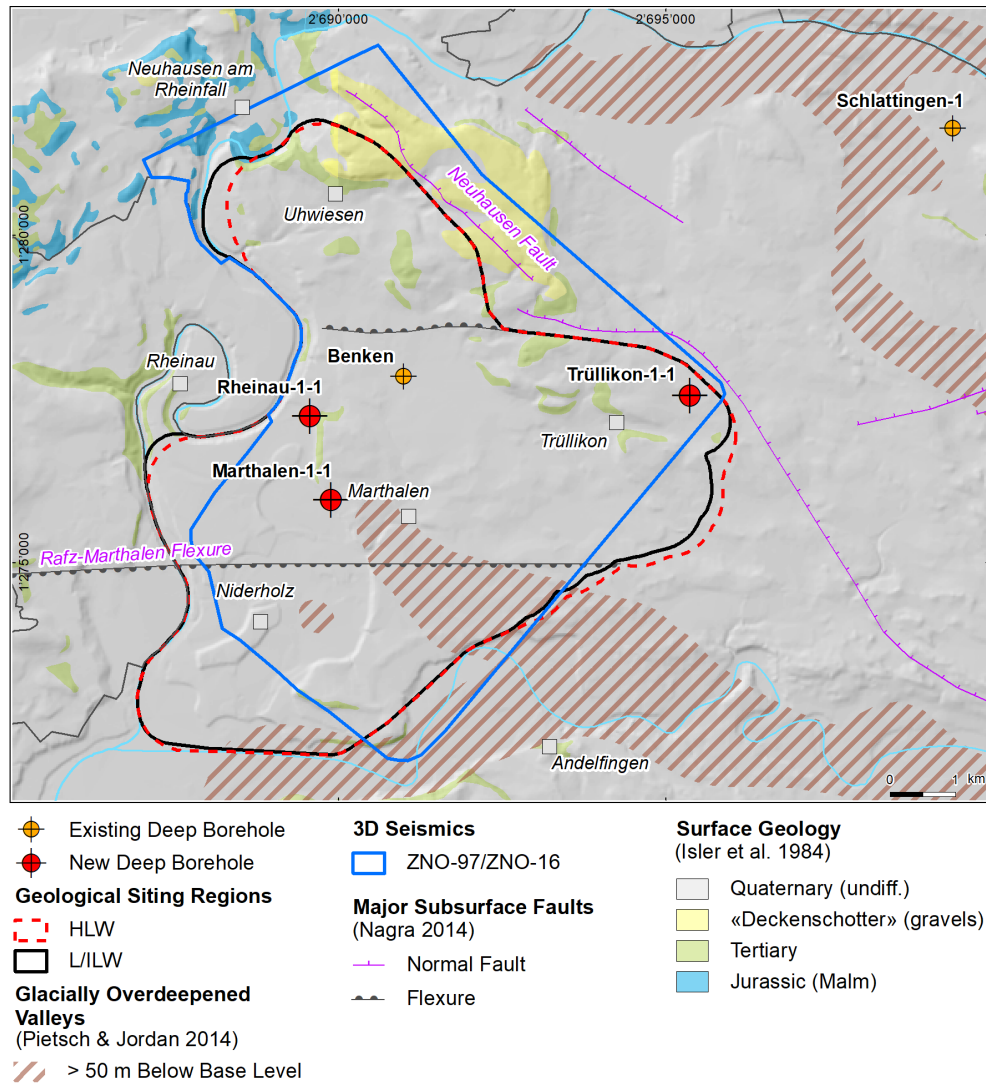 2'690'000
2'695'000
Neuhausen am
Rheinfall
Schlattingen-1
Uhwiesen
Neuhausen Fault
1'280'000
Rheinau
Benken
Rheinau-1-1
Trüllikon-1-1
Trüllikon
Marthalen-1-1
Marthalen
1'275'000
Rafz-Marthalen Flexure
Niderholz
Andelfingen
0 1
km
Existing Deep Borehole
New Deep Borehole
Geological Siting Regions
HLW
L/ILW
Glacially Overdeepened
Valleys
(Pietsch & Jordan 2014)
> 50 m Below Base Level
3D Seismics
ZNO-97/ZNO-16
Major Subsurface Faults
(Nagra 2014)
Normal Fault
Flexure
Surface Geology
(Isler et al. 1984)
Quaternary (undiff.)
«Deckenschotter» (gravels)
Tertiary
Jurassic (Malm)